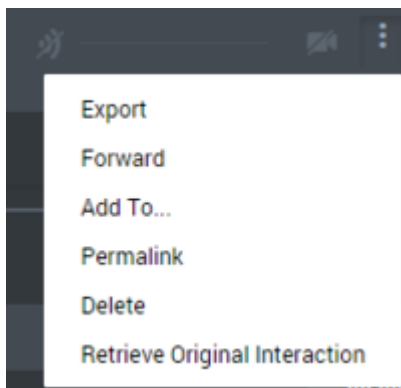 Export
Forward
Add To...
Permalink
Delete
Retrieve Original Interaction